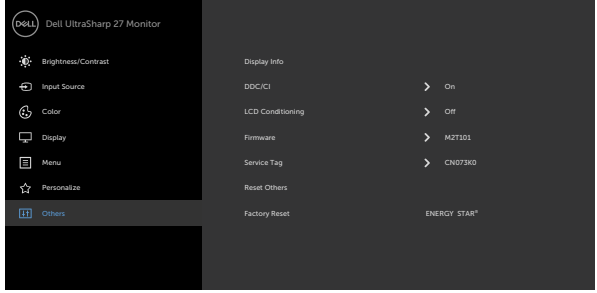 DELL Dell UltraSharp 27 Monitor
Brightness/Contrast
Display Info
Input Source
DDC/CI
On
Color
LCD Conditioning
Off
Display
Firmware
M2T101
Menu
Service Tag
CN073K0
Personalize
Reset Others
Others
Factory Reset
ENERGY STAR®